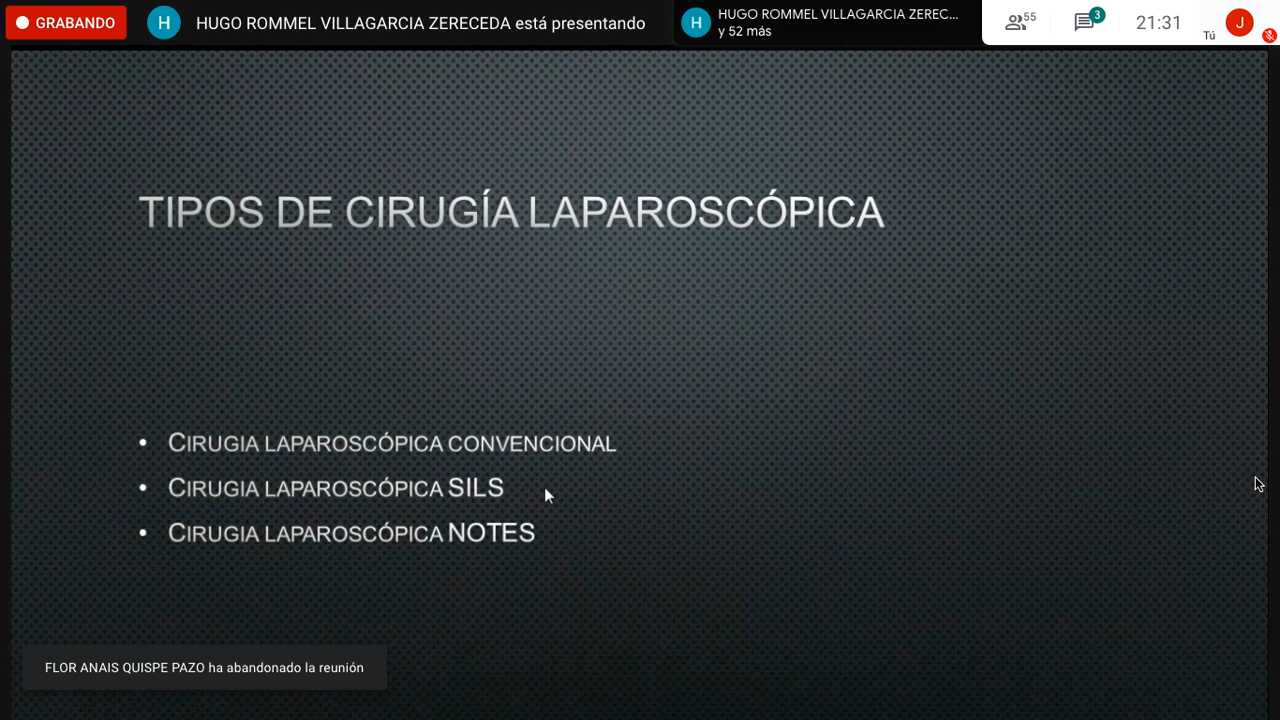 GRABANDO
H
HUGO ROMMEL VILLAGARCIA ZERECEDA está presentando
H
HUGO ROMMEL VILLAGARCIA ZEREC...
y 52 más
55
3
21:31
Tú
J
TIPOS DE CIRUGÍA LAPAROSCÓPICA
• CIRUGIA LAPAROSCÓPICA CONVENCIONAL
• CIRUGIA LAPAROSCÓPICA SILS
• CIRUGIA LAPAROSCÓPICA NOTES
FLOR ANAIS QUISPE PAZO ha abandonado la reunión